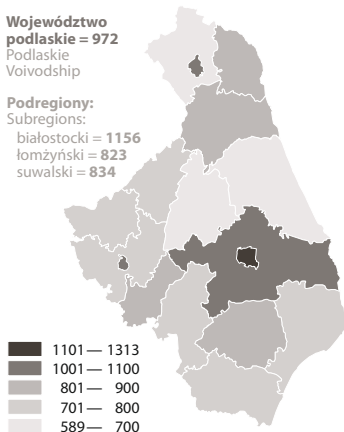 Województwo
podlaskie = 972
Podlaskie
Voivodship
Podregiony:
Subregions:
białostocki = 1156
łomżyński = 823
suwalski = 834
1101 — 1313
1001 — 1100
801 — 900
701 — 800
589 — 700